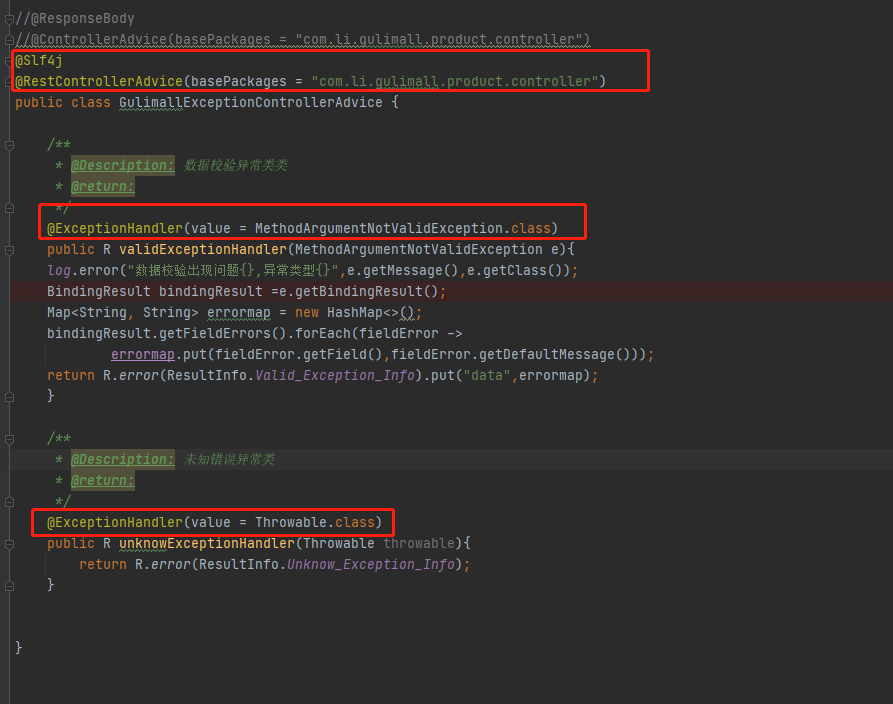 //@ResponseBody
//@ControllerAdvice(basePackages = "com.li.gulimall.product.controller")
@Slf4j
@RestControllerAdvice(basePackages = "com.li.gulimall.product.controller")
public class GulimallExceptionControllerAdvice {
/**
* @Description: 数据校验异常类类
* @return:
*/
@ExceptionHandler(value = MethodArgumentNotValidException.class)
public R validExceptionHandler(MethodArgumentNotValidException e){
log.error("数据校验出现问题{},异常类型{}",e.getMessage(),e.getClass());
BindingResult bindingResult =e.getBindingResult();
Map<String, String> errormap = new HashMap<>();
bindingResult.getFieldErrors().forEach(fieldError ->
errormap.put(fieldError.getField(),fieldError.getDefaultMessage()));
return R.error(ResultInfo.Valid_Exception_Info).put("data",errormap);
}
/**
* @Description: 未知错误异常类
* @return:
*/
@ExceptionHandler(value = Throwable.class)
public R unknowExceptionHandler(Throwable throwable){
return R.error(ResultInfo.Unknow_Exception_Info);
}
}